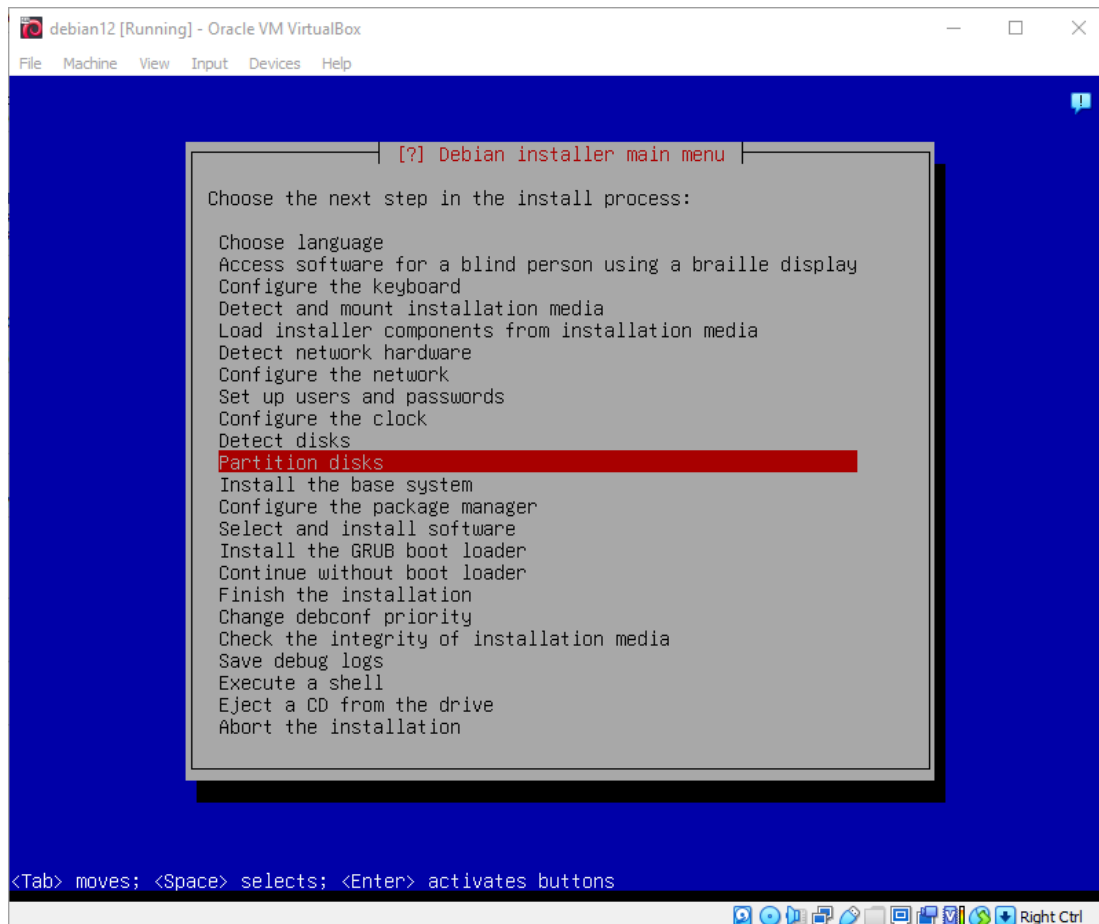 debian12 [Running] - Oracle VM VirtualBox
File Machine View Input Devices Help
[?] Debian installer main menu
Choose the next step in the install process:
Choose language
Access software for a blind person using a braille display
Configure the keyboard
Detect and mount installation media
Load installer components from installation media
Detect network hardware
Configure the network
Set up users and passwords
Configure the clock
Detect disks
Partition disks
Install the base system
Configure the package manager
Select and install software
Install the GRUB boot loader
Continue without boot loader
Finish the installation
Change debconf priority
Check the integrity of installation media
Save debug logs
Execute a shell
Eject a CD from the drive
Abort the installation
<Tab> moves; <Space> selects; <Enter> activates buttons
Right Ctrl